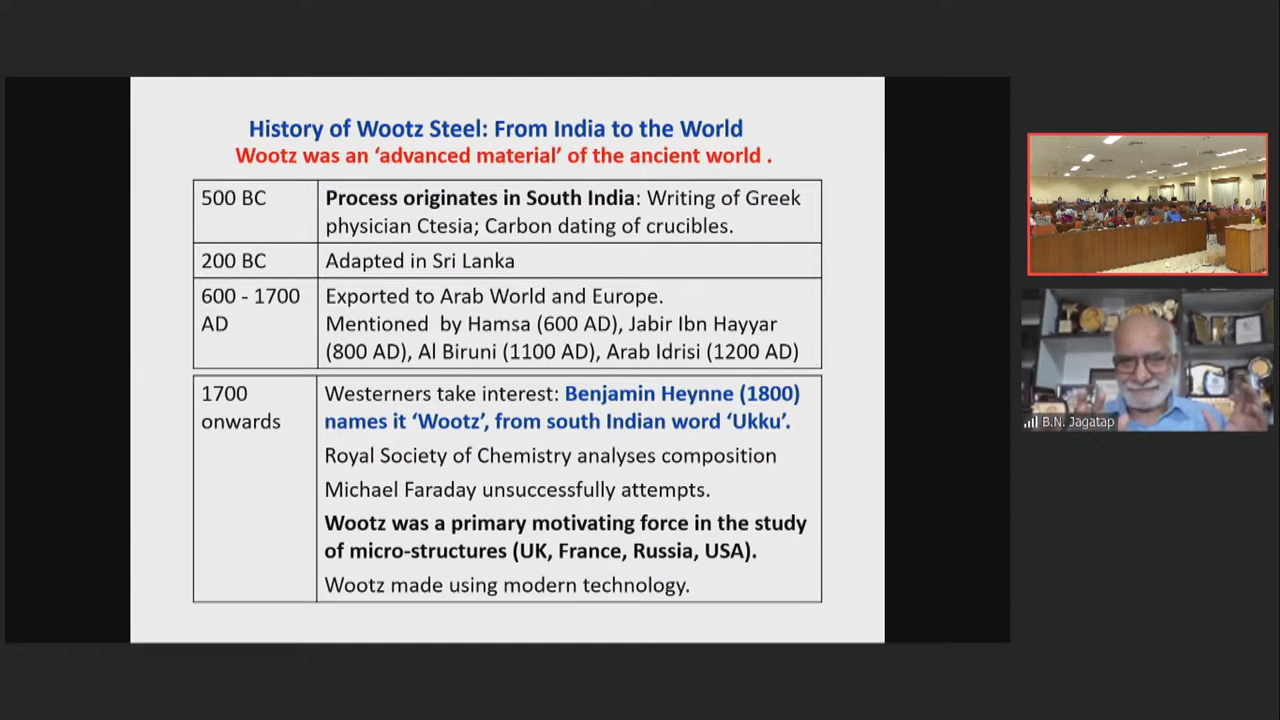 History of Wootz Steel: From India to the World
Wootz was an ‘advanced material’ of the ancient world .
500 BC
Process originates in South India: Writing of Greek
physician Ctesia; Carbon dating of crucibles.
200 BC
Adapted in Sri Lanka
600 - 1700
AD
Exported to Arab World and Europe.
Mentioned by Hamsa (600 AD), Jabir Ibn Hayyar
(800 AD), Al Biruni (1100 AD), Arab Idrisi (1200 AD)
1700
onwards
Westerners take interest: Benjamin Heynne (1800)
names it ‘Wootz’, from south Indian word ‘Ukku’.
Royal Society of Chemistry analyses composition
Michael Faraday unsuccessfully attempts.
Wootz was a primary motivating force in the study
of micro-structures (UK, France, Russia, USA).
Wootz made using modern technology.
B.N. Jagatap